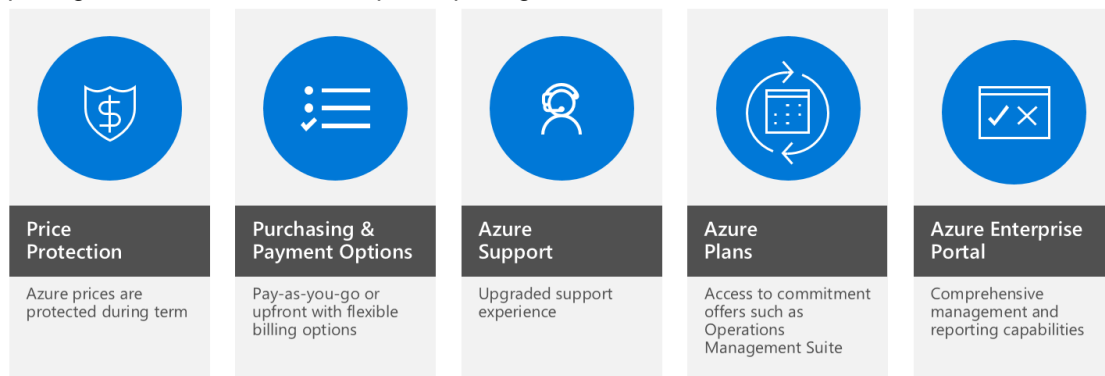 Price
Protection
Azure prices are
protected during term
Purchasing &
Payment Options
Pay-as-you-go or
upfront with flexible
billing options
Azure
Support
Upgraded support
experience
Azure
Plans
Access to commitment
offers such as
Operations
Management Suite
Azure Enterprise
Portal
Comprehensive
management and
reporting capabilities